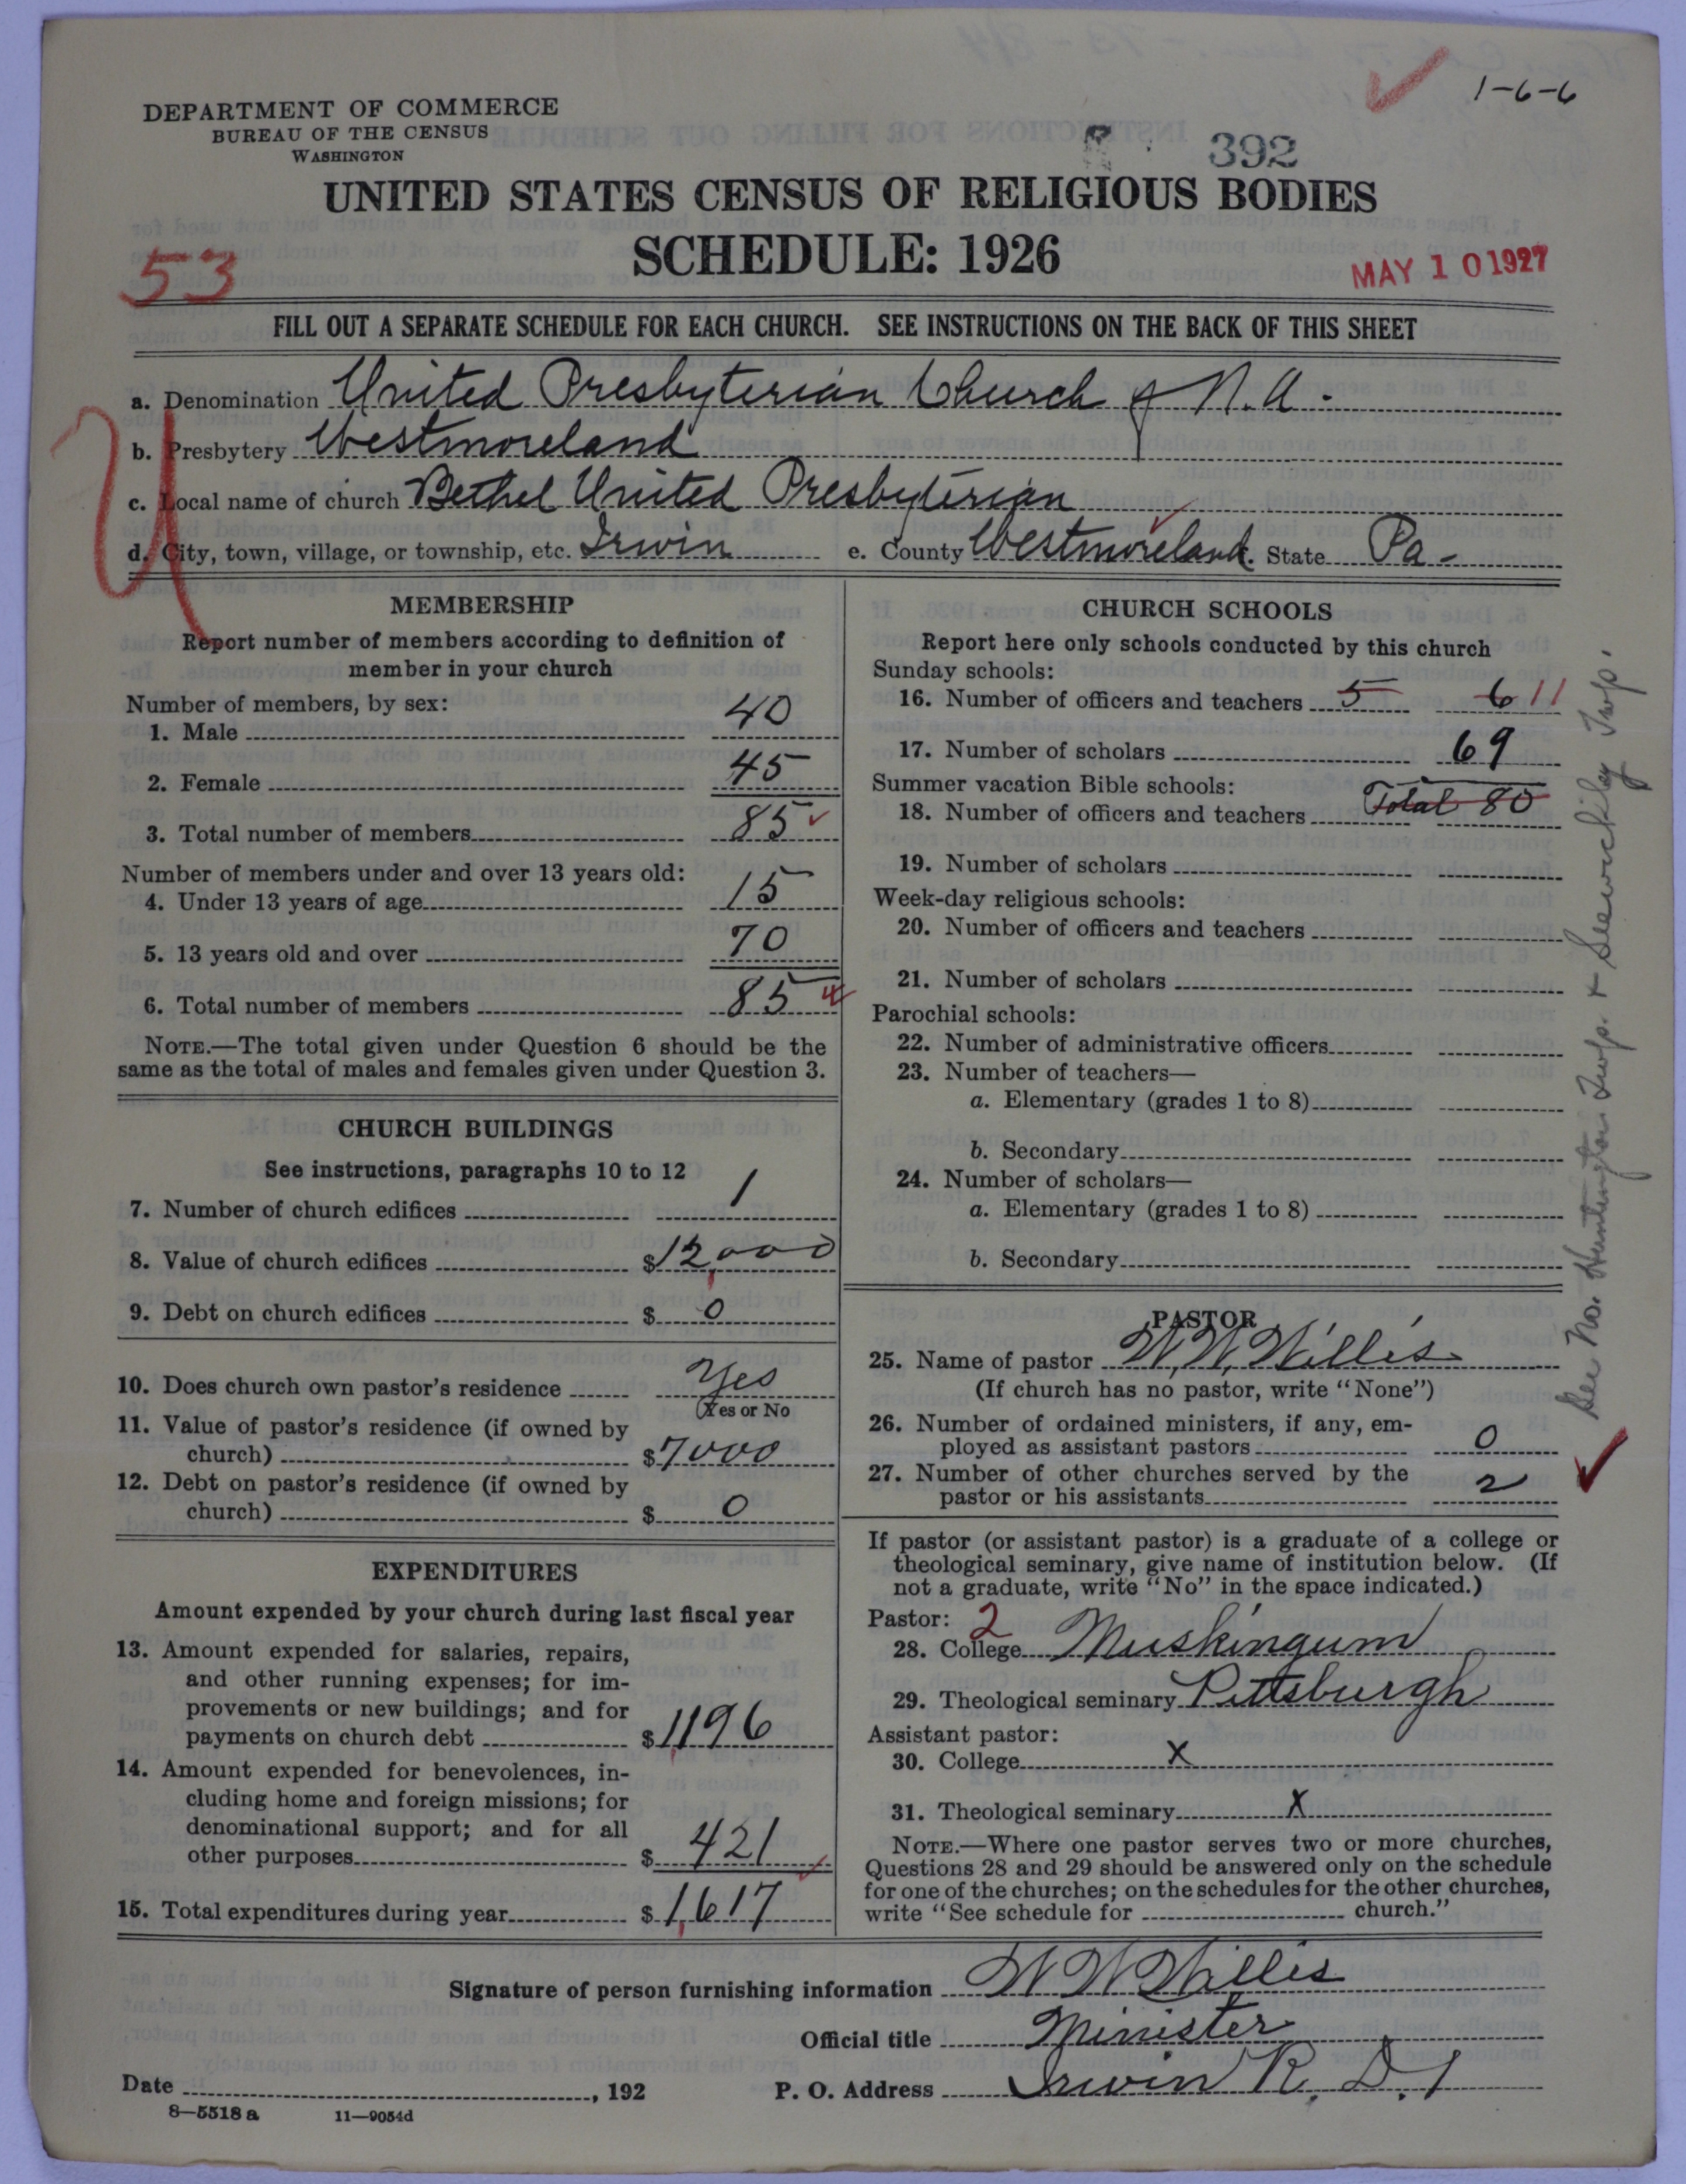 1-6-6
DEPARTMENT OF COMMERCE
BUREAU OF THE CENSUS
WASHINGTON
392
UNITED STATES CENSUS OF RELIGIOUS BODIES
SCHEDULE: 1926
53
MAY 10 1927
FILL OUT A SEPARATE SCHEDULE FOR EACH CHURCH. SEE INSTRUCTIONS ON THE BACK OF THIS SHEET
a. Denomination United Presbyterian Church of N.A.
b. Presbytery Westmoreland
c. Local name of church Bethel United Presbyterian
d. City, town, village, or township, etc. Irwin e. County Westmoreland. State Pa-
MEMBERSHIP
Report number of members according to definition of
member in your church
Number of members, by sex:
1. Male 40
2. Female 45
3. Total number of members 85
Number of members under and over 13 years old:
4. Under 13 years of age 15
5. 13 years old and over 70
6. Total number of members 85
NOTE.—The total given under Question 6 should be the
same as the total of males and females given under Question 3.
CHURCH BUILDINGS
See instructions, paragraphs 10 to 12
7. Number of church edifices 1
8. Value of church edifices $12,000
9. Debt on church edifices $ 0
10. Does church own pastor's residence Yes
(Yes or No
11. Value of pastor's residence (if owned by
church) $7000
12. Debt on pastor's residence (if owned by
church) $ 0
EXPENDITURES
Amount expended by your church during last fiscal year
13. Amount expended for salaries, repairs,
and other running expenses; for im-
provements or new buildings; and for
payments on church debt $1,196
14. Amount expended for benevolences, in-
cluding home and foreign missions; for
denominational support; and for all
other purposes $ 421
15. Total expenditures during year $1,617
CHURCH SCHOOLS
Report here only schools conducted by this church
Sunday schools:
16. Number of officers and teachers 5 6 11
17. Number of scholars 69
Summer vacation Bible schools:
Total 80
18. Number of officers and teachers
19. Number of scholars
Week-day religious schools:
20. Number of officers and teachers
21. Number of scholars
Parochial schools:
22. Number of administrative officers
23. Number of teachers—
a. Elementary (grades 1 to 8)
b. Secondary
24. Number of scholars—
a. Elementary (grades 1 to 8)
b. Secondary
PASTOR
25. Name of pastor W. W. Willis
(If church has no pastor, write "None")
26. Number of ordained ministers, if any, em-
ployed as assistant pastors 0
27. Number of other churches served by the
pastor or his assistants 2
If pastor (or assistant pastor) is a graduate of a college or
theological seminary, give name of institution below. (If
not a graduate, write "No" in the space indicated.)
Pastor: 2
28. College Muskingum
29. Theological seminary Pittsburgh
Assistant pastor:
30. College X
31. Theological seminary X
NOTE.—Where one pastor serves two or more churches,
Questions 28 and 29 should be answered only on the schedule
for one of the churches; on the schedules for the other churches,
write "See schedule for church."
See No. Huntingdon Twp. & Sewickley Twp.
Signature of person furnishing information W W Willis
Official title Minister
Date , 192
P. O. Address Irwin R. D. 1
8—5518 a 11—9054d